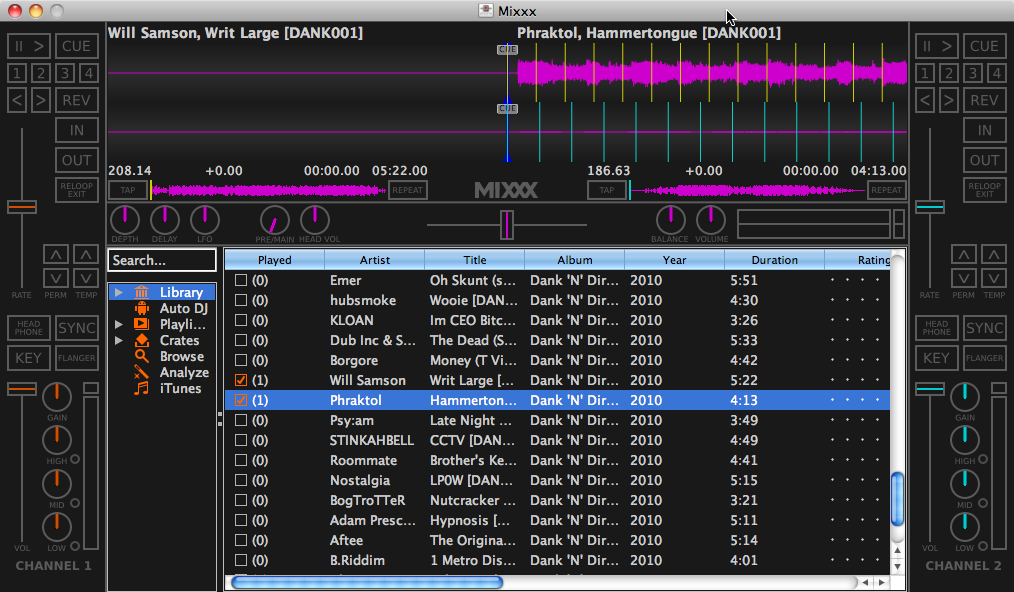 Mixxx
Will Samson, Writ Large [DANK001]
Phraktol, Hammertongue [DANK001]
II > CUE
1 2 3 4
< > REV
IN
OUT
RELOOP EXIT
CUE
CUE
II > CUE
1 2 3 4
< > REV
IN
OUT
RELOOP EXIT
208.14 +0.00 00:00.00 05:22.00
186.63 +0.00 00:00.00 04:13.00
TAP REPEAT MIXXX TAP REPEAT
DEPTH DELAY LFO PRE/MAIN HEAD VOL BALANCE VOLUME
RATE PERM TEMP
HEAD PHONE SYNC
KEY FLANGER
GAIN
HIGH
MID
VOL LOW
CHANNEL 1
Search...
Library
Auto DJ
Playli...
Crates
Browse
Analyze
iTunes
Played Artist Title Album Year Duration Rating
(0) Emer Oh Skunt (s... Dank 'N' Dir... 2010 5:51
(0) hubsmoke Wooie [DAN... Dank 'N' Dir... 2010 4:30
(0) KLOAN Im CEO Bitc... Dank 'N' Dir... 2010 3:26
(0) Dub Inc & S... The Dead (S... Dank 'N' Dir... 2010 5:33
(0) Borgore Money (T Vi... Dank 'N' Dir... 2010 4:42
(1) Will Samson Writ Large [... Dank 'N' Dir... 2010 5:22
(1) Phraktol Hammerton... Dank 'N' Dir... 2010 4:13
(0) Psy:am Late Night ... Dank 'N' Dir... 2010 3:49
(0) STINKAHBELL CCTV [DAN... Dank 'N' Dir... 2010 4:49
(0) Roommate Brother's Ke... Dank 'N' Dir... 2010 4:41
(0) Nostalgia LP0W [DAN... Dank 'N' Dir... 2010 5:15
(0) BogTroTTeR Nutcracker ... Dank 'N' Dir... 2010 3:21
(0) Adam Presc... Hypnosis [... Dank 'N' Dir... 2010 5:11
(0) Aftee The Origina... Dank 'N' Dir... 2010 5:14
(0) B.Riddim 1 Metro Dis... Dank 'N' Dir... 2010 4:01
RATE PERM TEMP
HEAD PHONE SYNC
KEY FLANGER
GAIN
HIGH
MID
VOL LOW
CHANNEL 2